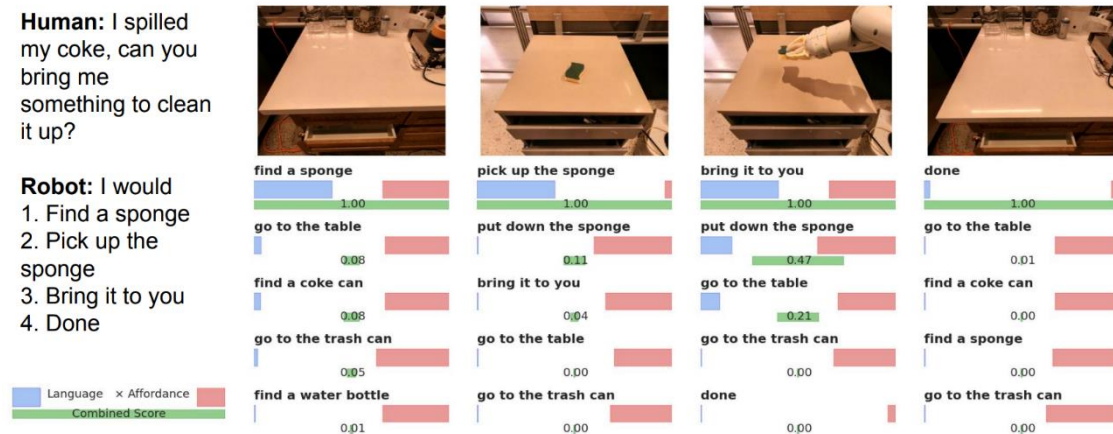 Human: I spilled
my coke, can you
bring me
something to clean
it up?
Robot: I would
1. Find a sponge
2. Pick up the
sponge
3. Bring it to you
4. Done
Language × Affordance
Combined Score
find a sponge
1.00
go to the table
0.08
find a coke can
0.08
go to the trash can
0.05
find a water bottle
0.01
pick up the sponge
1.00
put down the sponge
0.11
bring it to you
0.04
go to the table
0.00
go to the trash can
0.00
bring it to you
1.00
put down the sponge
0.47
go to the table
0.21
go to the trash can
0.00
done
0.00
done
1.00
go to the table
0.01
find a coke can
0.00
find a sponge
0.00
go to the trash can
0.00